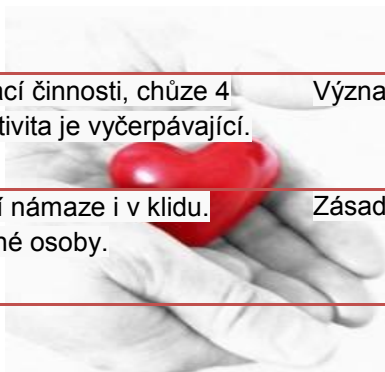 ací činnosti, chůze 4 Význa
tivita je vyčerpávající.
í námaze i v klidu. Zásad
né osoby.